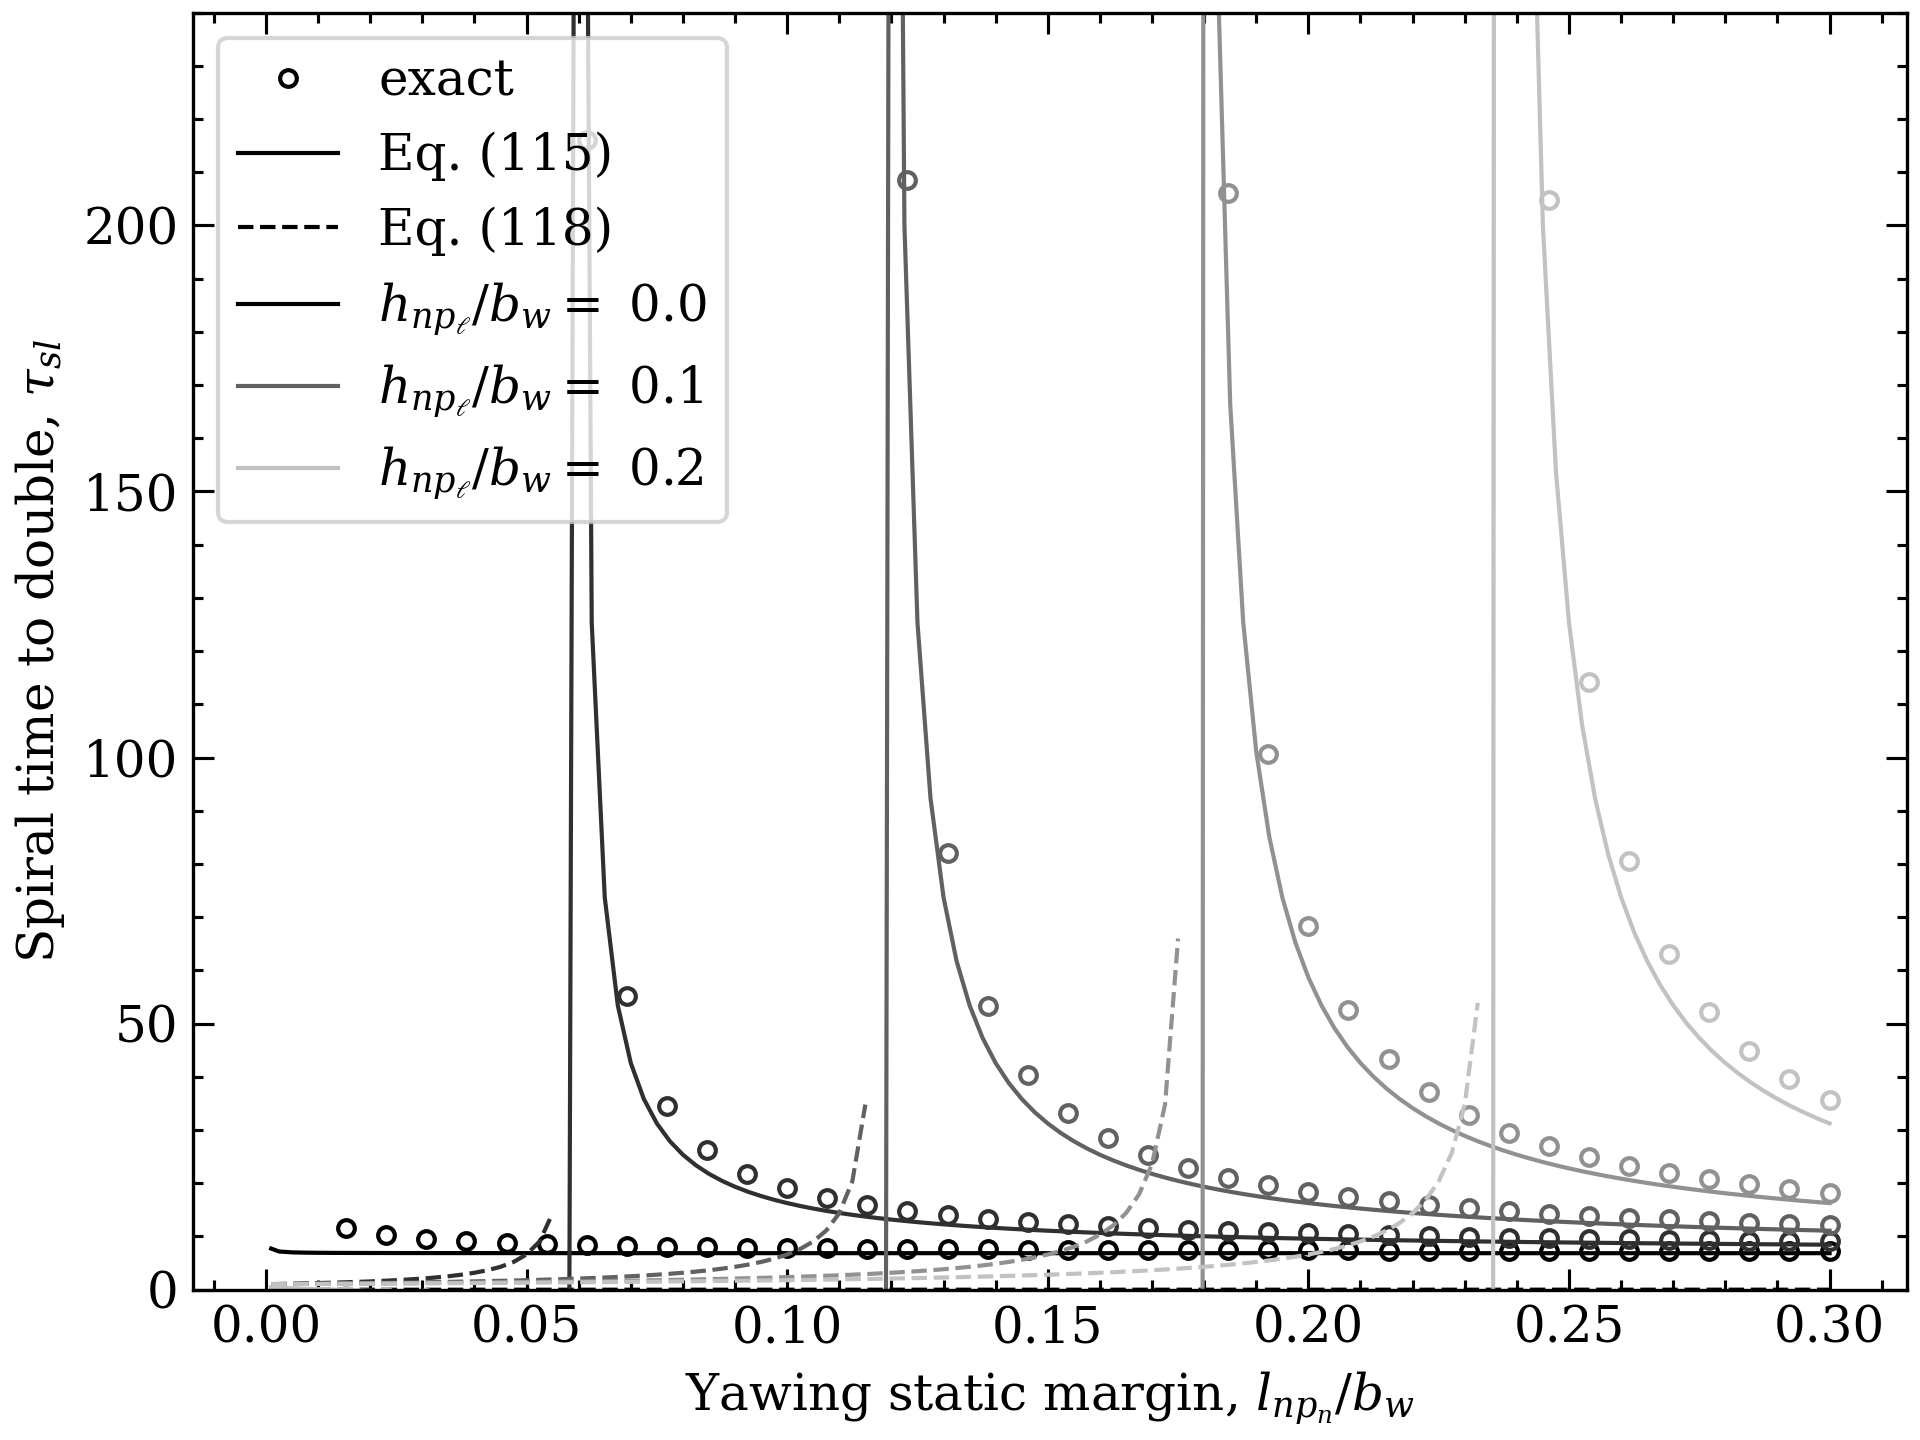 exact
Eq. (115)
Eq. (118)
h_{np_ℓ}/b_w = 0.0
h_{np_ℓ}/b_w = 0.1
h_{np_ℓ}/b_w = 0.2
Spiral time to double, τ_{sl}
200
150
100
50
0
0.00 0.05 0.10 0.15 0.20 0.25 0.30
Yawing static margin, l_{np_n}/b_w